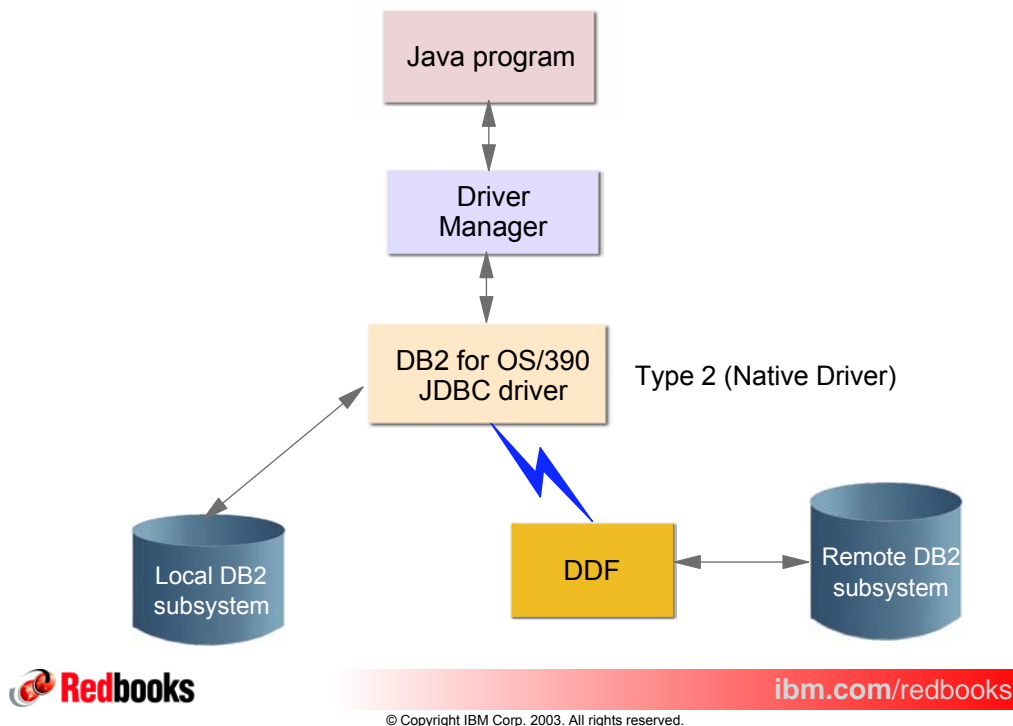 Java program
Driver
Manager
DB2 for OS/390
JDBC driver
Type 2 (Native Driver)
Local DB2
subsystem
DDF
Remote DB2
subsystem
Redbooks
ibm.com/redbooks
© Copyright IBM Corp. 2003. All rights reserved.